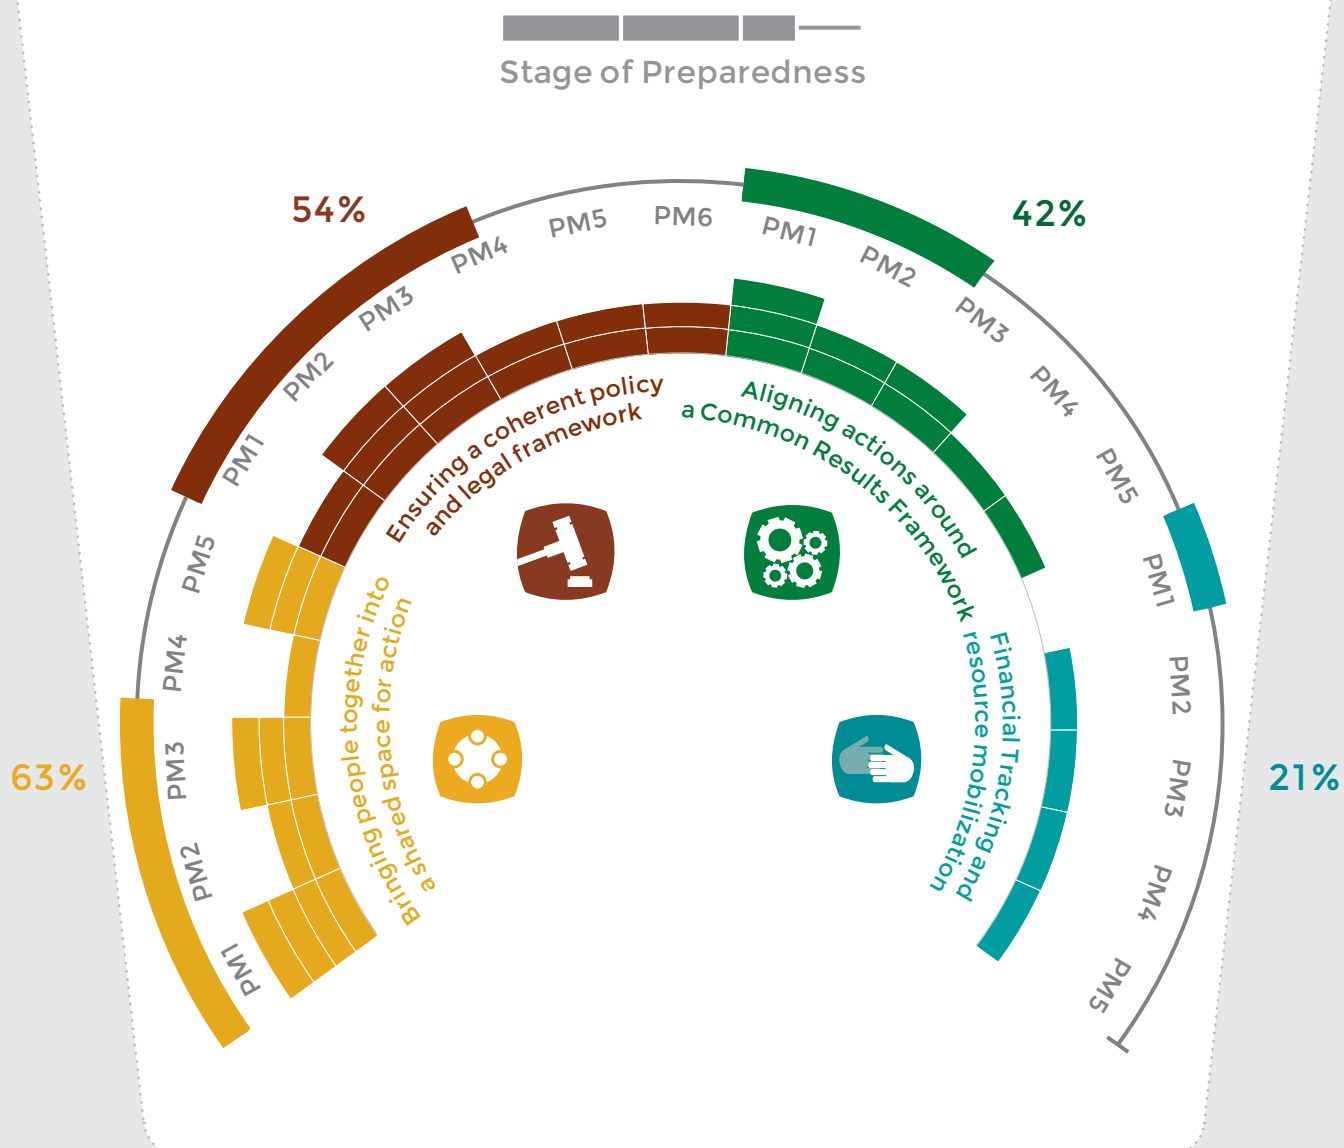 Stage of Preparedness
54%
42%
63%
21%
PM1
PM2
PM3
PM4
PM5
PM1
PM2
PM3
PM4
PM5
PM6
PM1
PM2
PM3
PM4
PM5
PM1
PM2
PM3
PM4
PM5
Bringing people together into
a shared space for action
Ensuring a coherent policy
and legal framework
Aligning actions around
a Common Results Framework
Financial Tracking and
resource mobilization